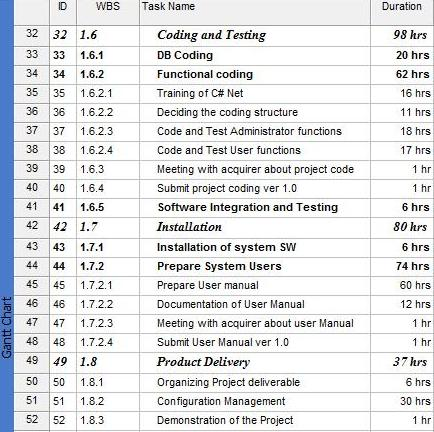 ID WBS Task Name Duration
32 32 1.6 Coding and Testing 98 hrs
33 33 1.6.1 DB Coding 20 hrs
34 34 1.6.2 Functional coding 62 hrs
35 35 1.6.2.1 Training of C# Net 16 hrs
36 36 1.6.2.2 Deciding the coding structure 11 hrs
37 37 1.6.2.3 Code and Test Administrator functions 18 hrs
38 38 1.6.2.4 Code and Test User functions 17 hrs
39 39 1.6.3 Meeting with acquirer about project code 1 hr
40 40 1.6.4 Submit project coding ver 1.0 1 hr
41 41 1.6.5 Software Integration and Testing 6 hrs
42 42 1.7 Installation 80 hrs
43 43 1.7.1 Installation of system SW 6 hrs
44 44 1.7.2 Prepare System Users 74 hrs
45 45 1.7.2.1 Prepare User manual 60 hrs
46 46 1.7.2.2 Documentation of User Manual 12 hrs
47 47 1.7.2.3 Meeting with acquirer about user Manual 1 hr
48 48 1.7.2.4 Submit User Manual ver 1.0 1 hr
49 49 1.8 Product Delivery 37 hrs
50 50 1.8.1 Organizing Project deliverable 6 hrs
51 51 1.8.2 Configuration Management 30 hrs
52 52 1.8.3 Demonstration of the Project 1 hr
Gantt Chart